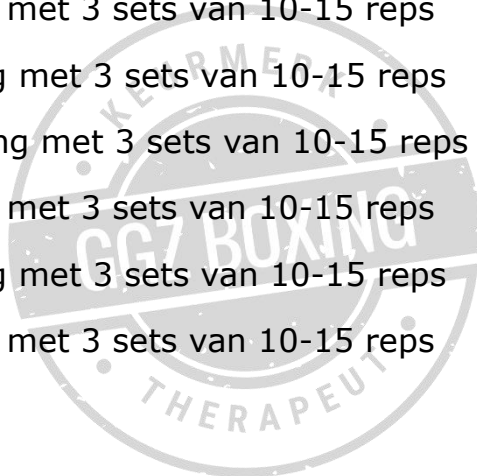 met 3 sets van 10-15 reps
g met 3 sets van 10-15 reps
ng met 3 sets van 10-15 reps
met 3 sets van 10-15 reps
g met 3 sets van 10-15 reps
met 3 sets van 10-15 reps
KEURMERK
GGZ BOXING
THERAPEUT